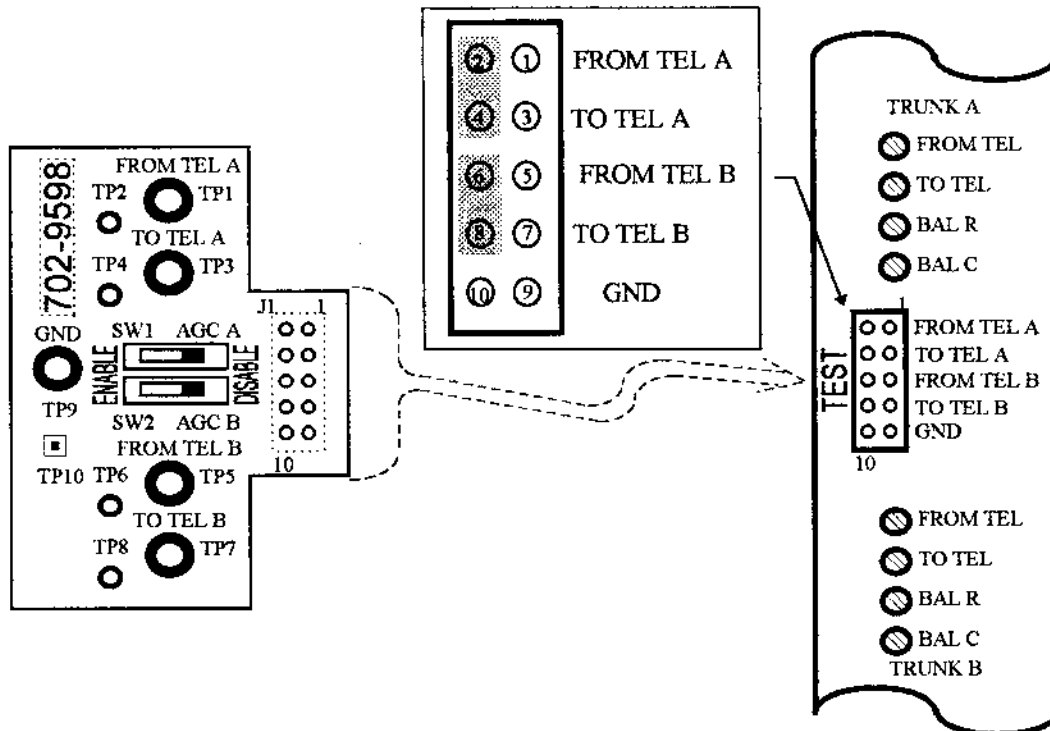 702-9598
FROM TEL A
TP2 TP1
TO TEL A
TP4 TP3
GND
SW1 AGC A
ENABLE
DISABLE
SW2 AGC B
TP9
FROM TEL B
TP10 TP6 TP5
TO TEL B
TP8 TP7
J1 1
10
2 1 FROM TEL A
4 3 TO TEL A
6 5 FROM TEL B
8 7 TO TEL B
10 9 GND
TRUNK A
FROM TEL
TO TEL
BAL R
BAL C
1
TEST
FROM TEL A
TO TEL A
FROM TEL B
TO TEL B
GND
10
FROM TEL
TO TEL
BAL R
BAL C
TRUNK B